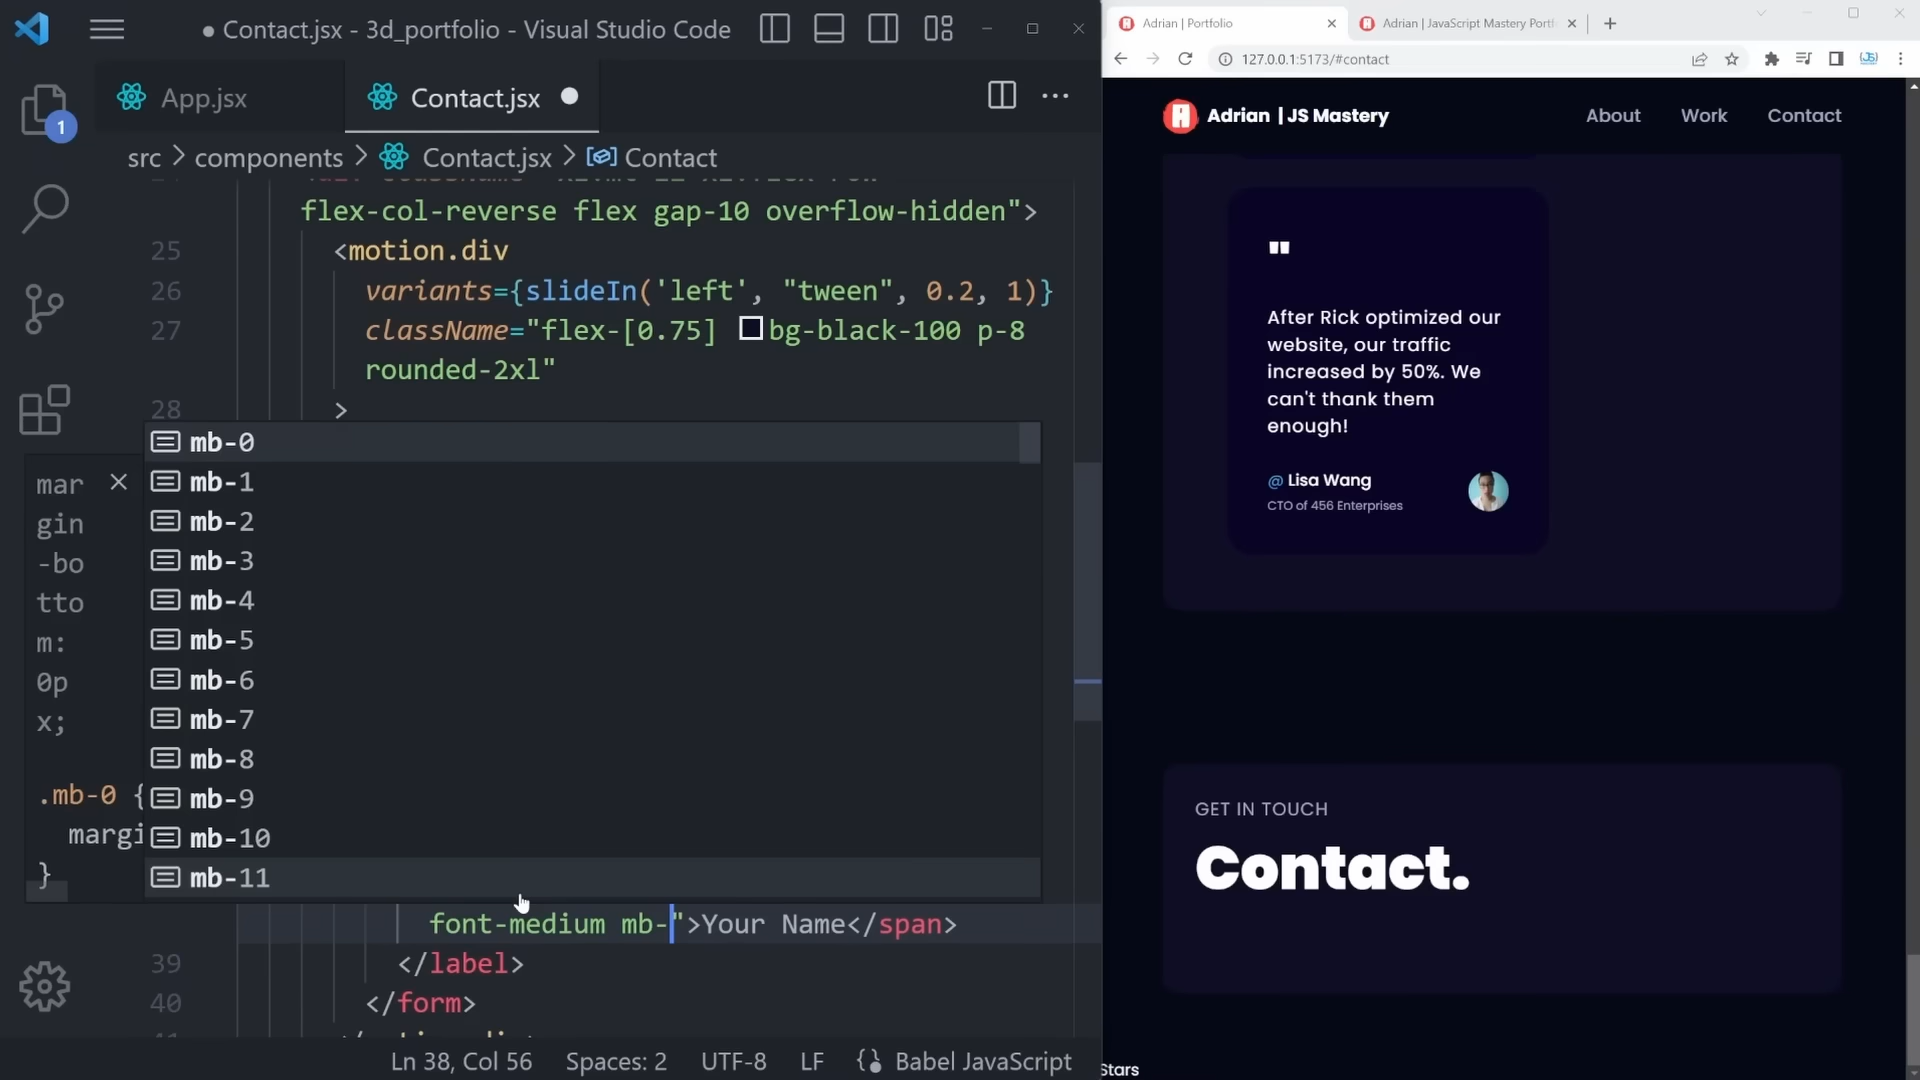 Contact.jsx - 3d_portfolio - Visual Studio Code
1
App.jsx
Contact.jsx
src > components > Contact.jsx > Contact
flex-col-reverse flex gap-10 overflow-hidden">
25 <motion.div
26 variants={slideIn('left', "tween", 0.2, 1)}
27 className="flex-[0.75] bg-black-100 p-8
rounded-2xl"
28 >
mar
gin
-bo
tto
m:
0p
x;
.mb-0 {
margi
}
mb-0
mb-1
mb-2
mb-3
mb-4
mb-5
mb-6
mb-7
mb-8
mb-9
mb-10
mb-11
font-medium mb-">Your Name</span>
39 </label>
40 </form>
Ln 38, Col 56 Spaces: 2 UTF-8 LF Babel JavaScript
Adrian | Portfolio
Adrian | JavaScript Mastery Portf
127.0.0.1:5173/#contact
Adrian | JS Mastery
About Work Contact
"
After Rick optimized our
website, our traffic
increased by 50%. We
can't thank them
enough!
@ Lisa Wang
CTO of 456 Enterprises
GET IN TOUCH
Contact.
Stars